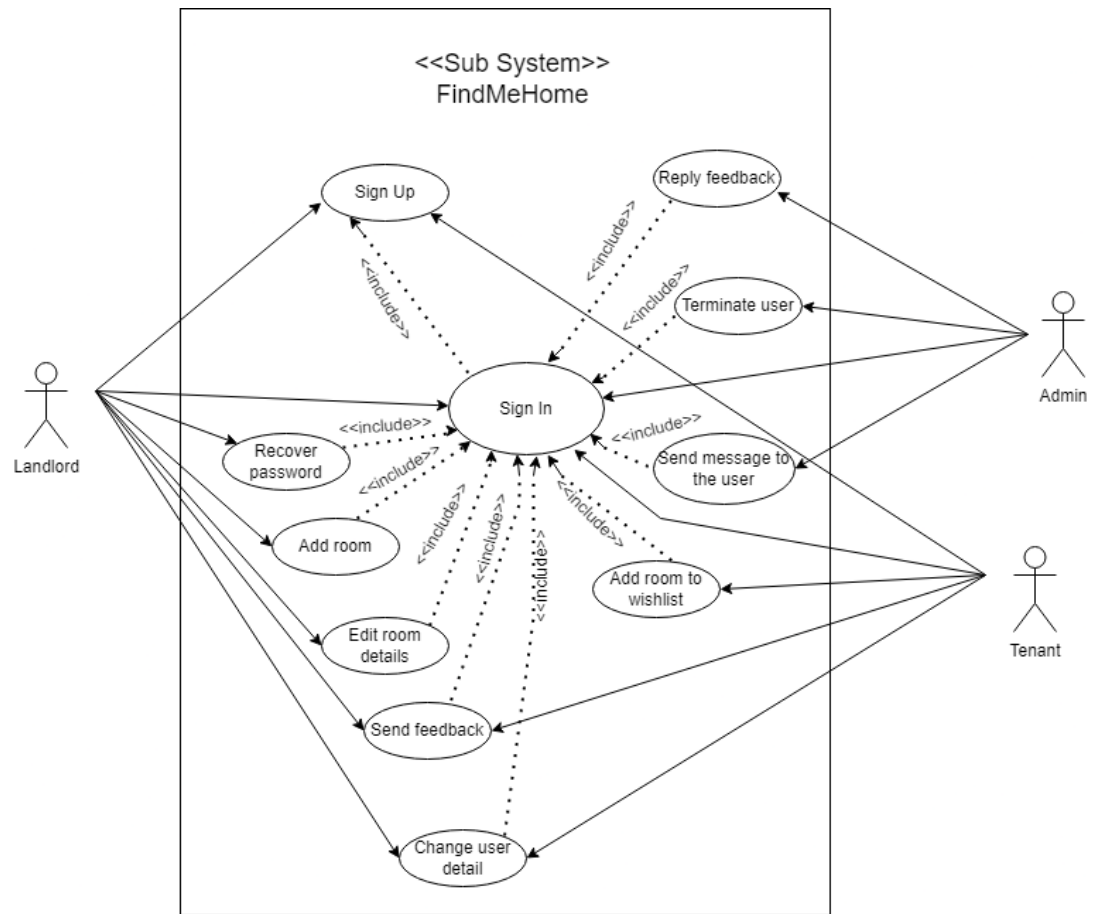 <<Sub System>>
FindMeHome
Sign Up
Reply feedback
<<include>>
<<include>>
<<include>>
Terminate user
Admin
Sign In
Landlord
<<include>>
<<include>>
Recover
password
Send message to
the user
<<include>>
Add room
<<include>>
<<include>>
<<include>>
<<include>>
Add room to
wishlist
Tenant
Edit room
details
Send feedback
Change user
detail